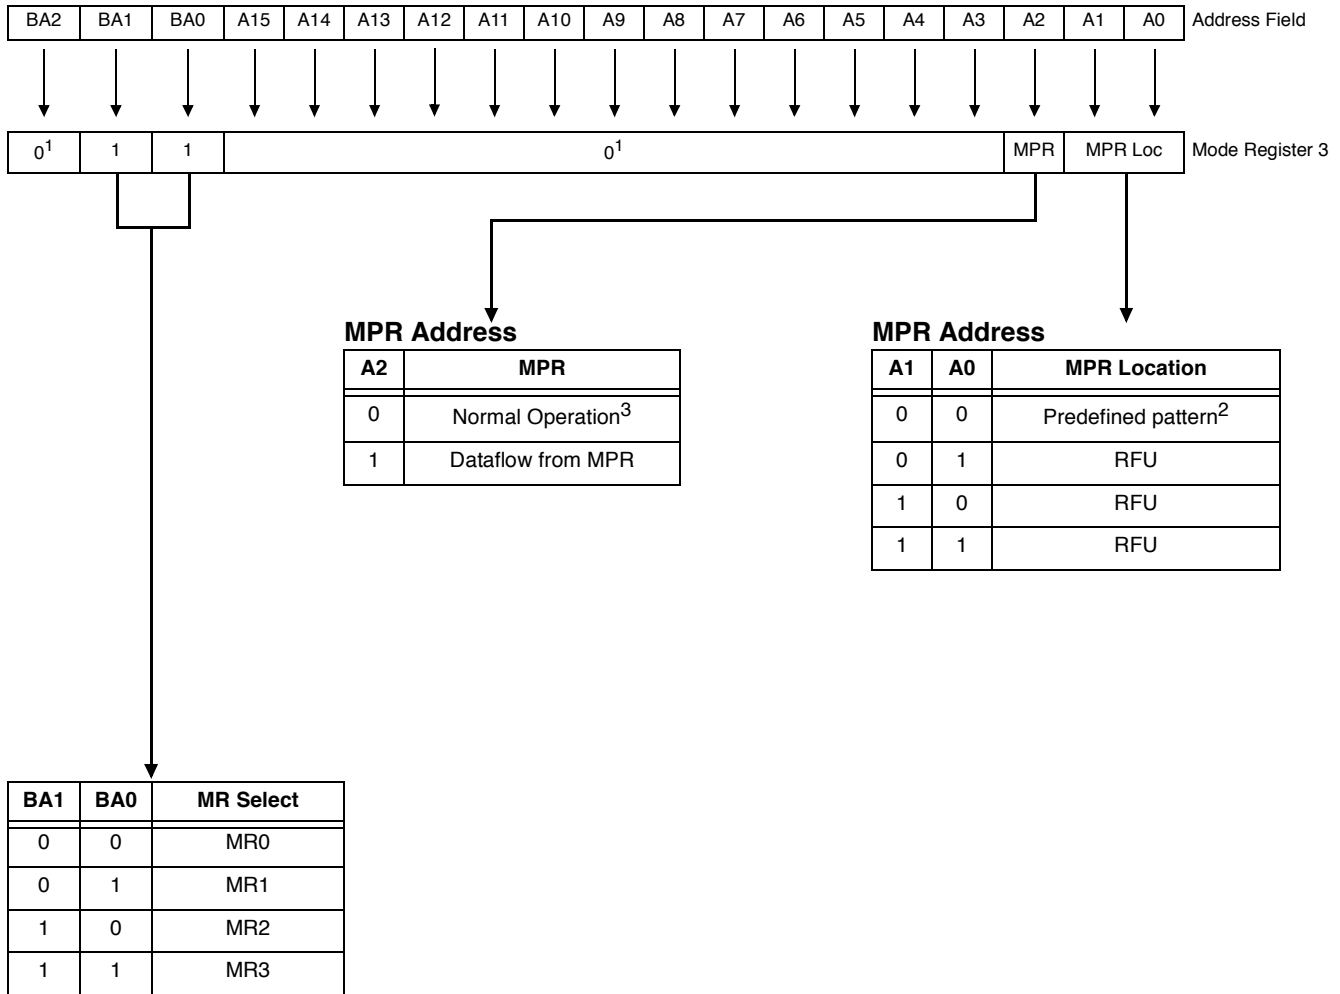 BA2 BA1 BA0 A15 A14 A13 A12 A11 A10 A9 A8 A7 A6 A5 A4 A3 A2 A1 A0 Address Field
0¹ 1 1 0¹ MPR MPR Loc Mode Register 3
MPR Address
A2 MPR
0 Normal Operation³
1 Dataflow from MPR
MPR Address
A1 A0 MPR Location
0 0 Predefined pattern²
0 1 RFU
1 0 RFU
1 1 RFU
BA1 BA0 MR Select
0 0 MR0
0 1 MR1
1 0 MR2
1 1 MR3